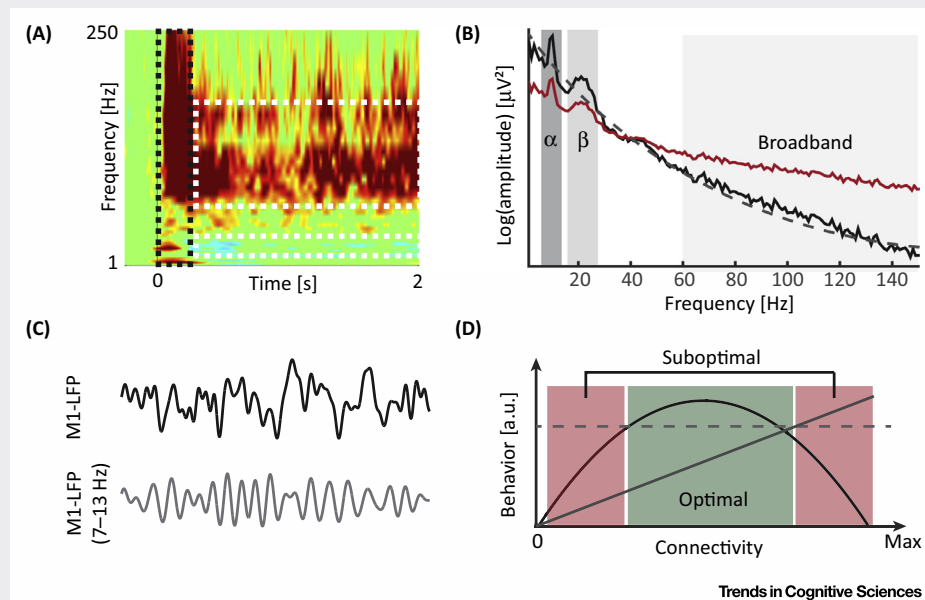 (A)
250
Frequency [Hz]
1
0
Time [s]
2
(B)
Log(amplitude) [μV²]
α
β
Broadband
20
40
60
80
100
120
140
Frequency [Hz]
(C)
M1-LFP
M1-LFP
(7–13 Hz)
(D)
Suboptimal
Behavior [a.u.]
Optimal
0
Connectivity
Max
Trends in Cognitive Sciences